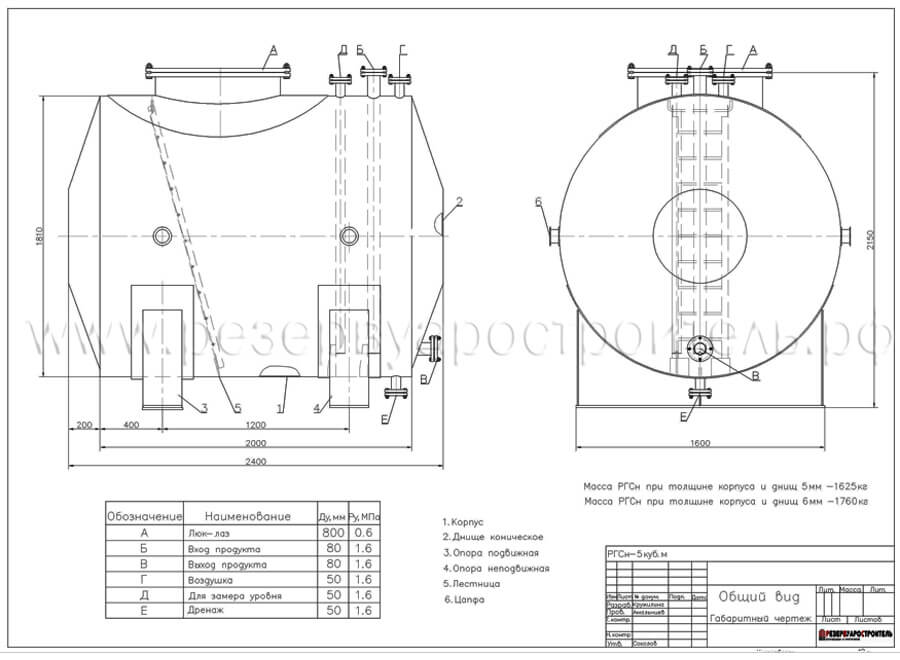 А
Д
Б
Г
Д
Б
Г
А
2
6
1810
2150
www.резервуаростроитель.рф
В
В
3
5
1
4
Е
Е
200
400
1200
2000
2400
1600
Масса РГСн при толщине корпуса и днищ 5мм –1625кг
Масса РГСн при толщине корпуса и днищ 6мм –1760кг
Обозначение Наименование Ду, мм Ру, МПа
А Люк–лаз 800 0.6
Б Вход продукта 80 1.6
В Выход продукта 80 1.6
Г Воздушка 50 1.6
Д Для замера уровня 50 1.6
Е Дренаж 50 1.6
1. Корпус
2. Днище коническое
3. Опора подвижная
4. Опора неподвижная
5. Лестница
6. Цапфа
РГСн–5куб.м
Изм Лист № докум. Подп. Дата
Разраб. Кружилина
Пров.
Т.контр.
Н.контр
Утв. Соколов
Общий вид
Габаритный чертеж
Лит. Масса Лит.
Лист Листов
РЕЗЕРВУАРОСТРОИТЕЛЬ